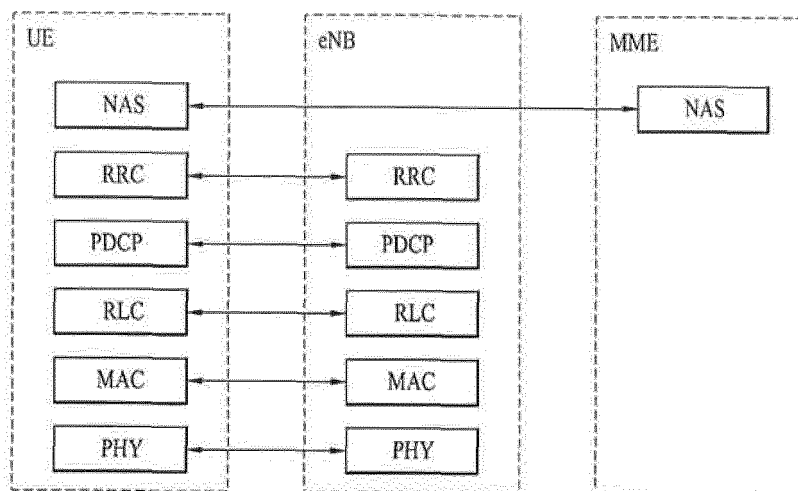 UE eNB MME
NAS NAS
RRC RRC
PDCP PDCP
RLC RLC
MAC MAC
PHY PHY